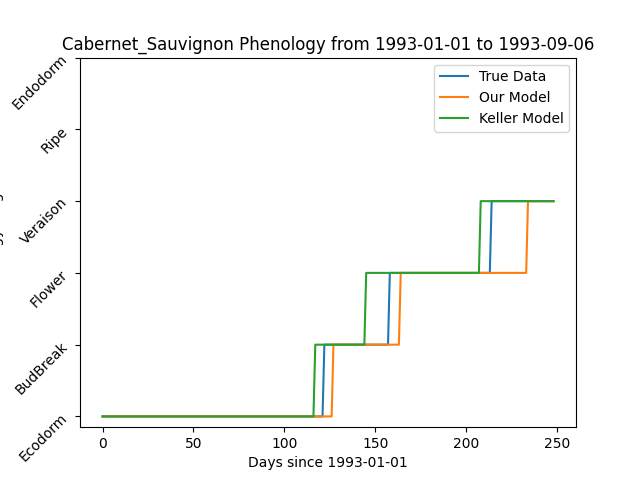 Cabernet_Sauvignon Phenology from 1993-01-01 to 1993-09-06
True Data
Our Model
Keller Model
Endodorm
Ripe
Veraison
Flower
BudBreak
Ecodorm
0 50 100 150 200 250
Days since 1993-01-01